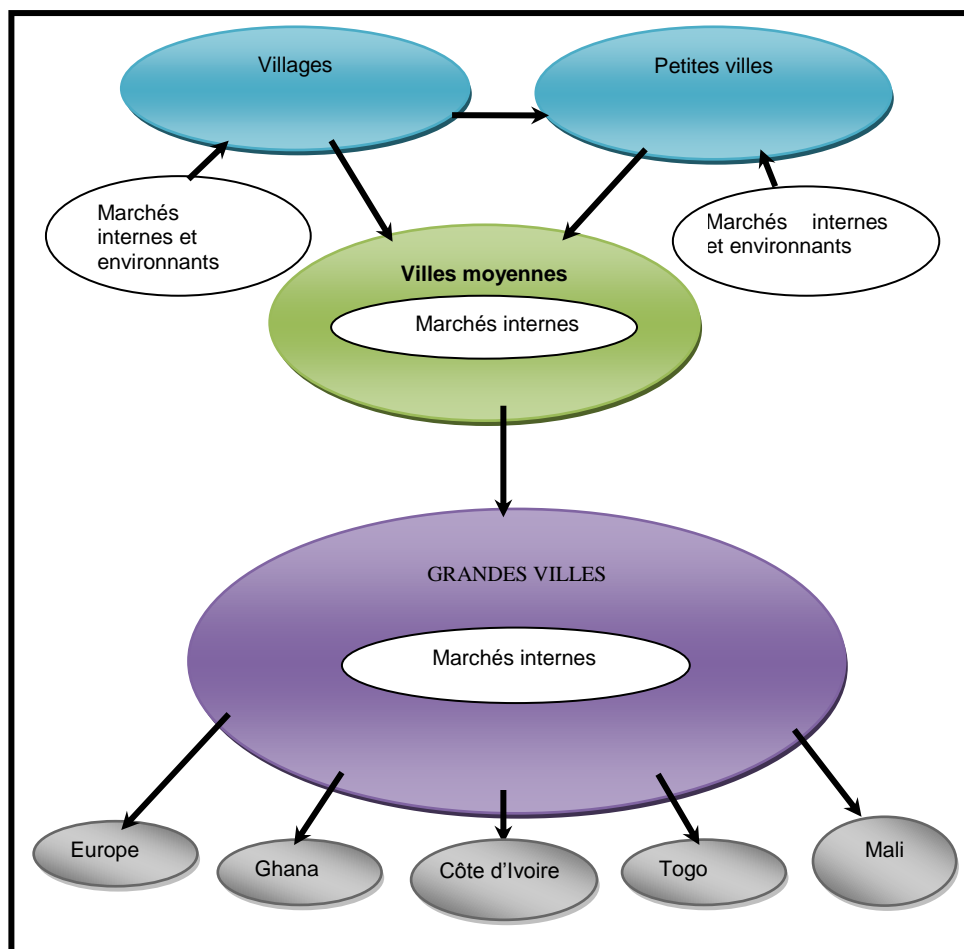 Villages
Petites villes
Marchés
internes et
environnants
Marchés internes
et environnants
Villes moyennes
Marchés internes
GRANDES VILLES
Marchés internes
Europe
Ghana
Côte d’Ivoire
Togo
Mali